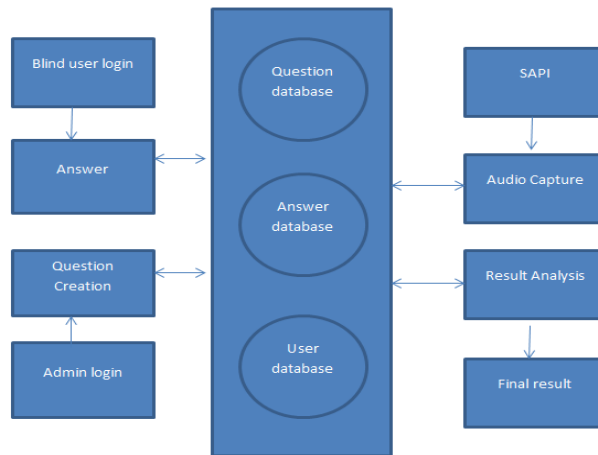 Blind user login
Answer
Question
Creation
Admin login
Question
database
Answer
database
User
database
SAPI
Audio Capture
Result Analysis
Final result